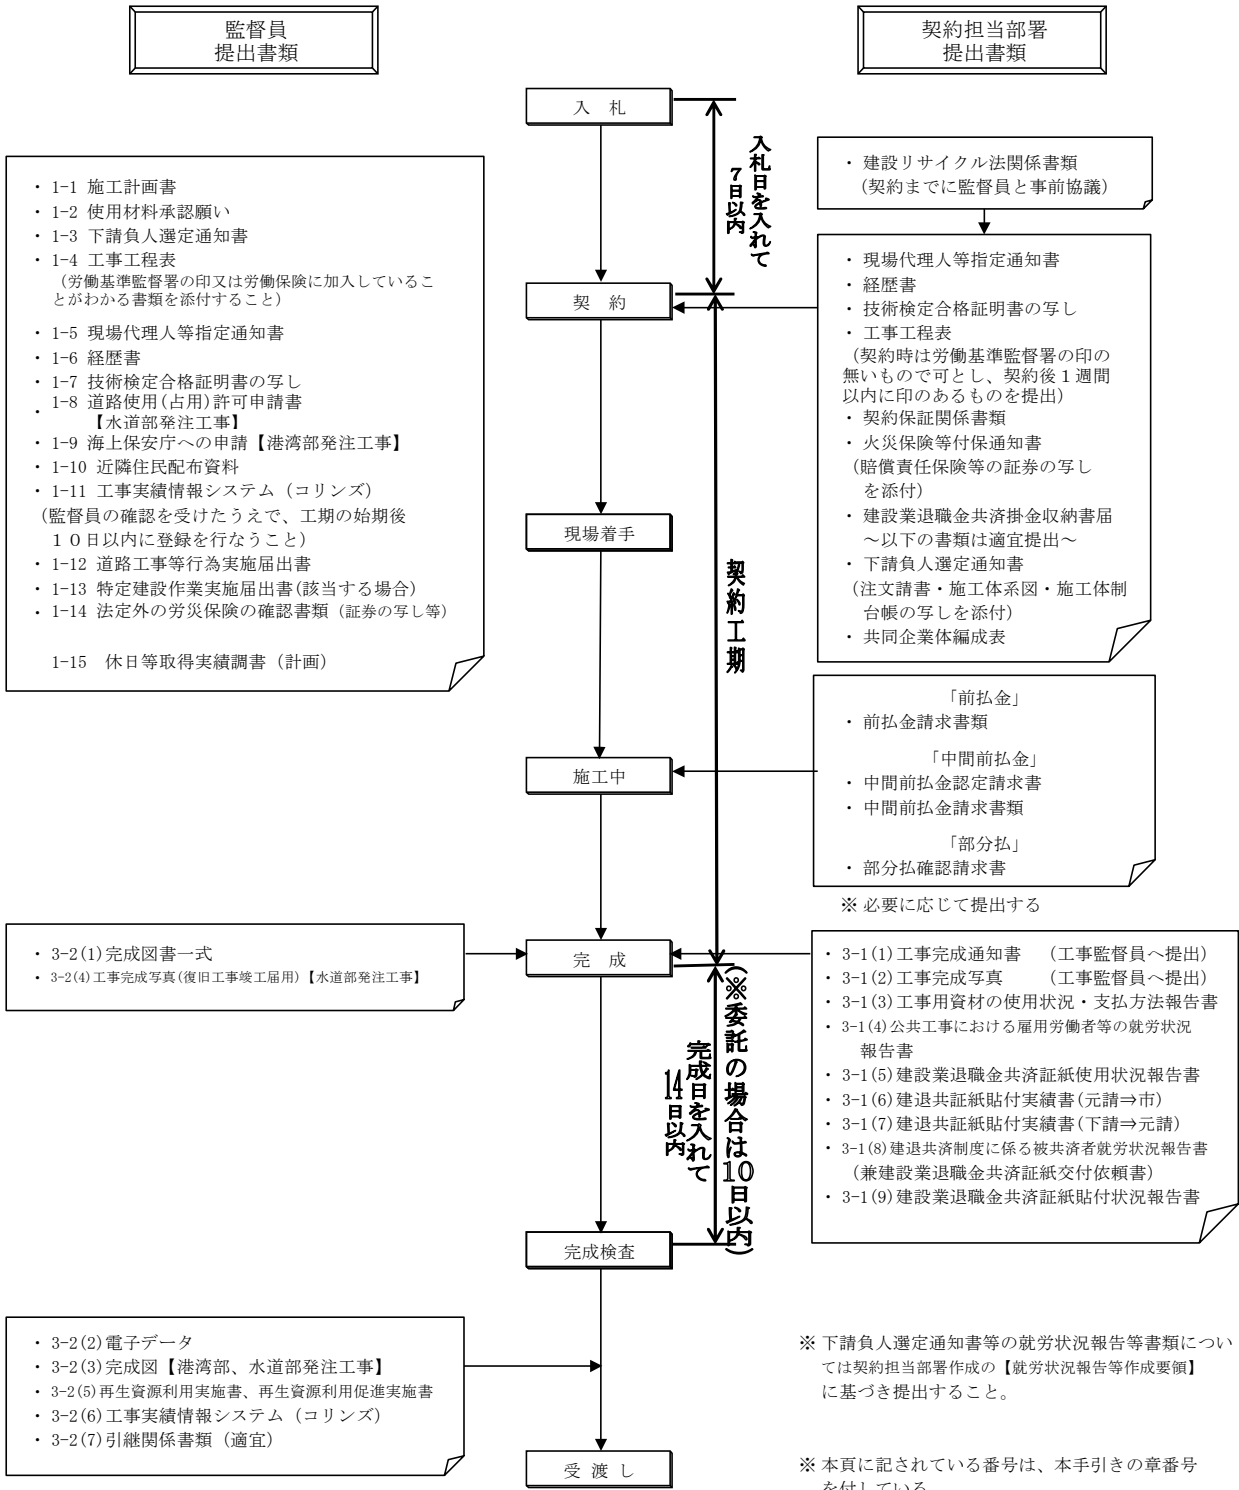 監督員
提出書類
契約担当部署
提出書類
入　札
入札日を入れて
7日以内
・ 1-1 施工計画書
・ 1-2 使用材料承認願い
・ 1-3 下請負人選定通知書
・ 1-4 工事工程表
（労働基準監督署の印又は労働保険に加入しているこ
とがわかる書類を添付すること）
・ 1-5 現場代理人等指定通知書
・ 1-6 経歴書
・ 1-7 技術検定合格証明書の写し
・ 1-8 道路使用(占用)許可申請書
【水道部発注工事】
・ 1-9 海上保安庁への申請【港湾部発注工事】
・ 1-10 近隣住民配布資料
・ 1-11 工事実績情報システム（コリンズ）
（監督員の確認を受けたうえで、工期の始期後
１０日以内に登録を行なうこと）
・ 1-12 道路工事等行為実施届出書
・ 1-13 特定建設作業実施届出書(該当する場合)
・ 1-14 法定外の労災保険の確認書類（証券の写し等）
1-15　休日等取得実績調書（計画）
・ 建設リサイクル法関係書類
（契約までに監督員と事前協議）
・ 現場代理人等指定通知書
・ 経歴書
・ 技術検定合格証明書の写し
・ 工事工程表
（契約時は労働基準監督署の印の
無いもので可とし、契約後１週間
以内に印のあるものを提出）
・ 契約保証関係書類
・ 火災保険等付保通知書
（賠償責任保険等の証券の写し
を添付）
・ 建設業退職金共済掛金収納書届
～以下の書類は適宜提出～
・ 下請負人選定通知書
（注文請書・施工体系図・施工体制
台帳の写しを添付）
・ 共同企業体編成表
契　約
現場着手
契約工期
「前払金」
・ 前払金請求書類
「中間前払金」
・ 中間前払金認定請求書
・ 中間前払金請求書類
「部分払」
・ 部分払確認請求書
※ 必要に応じて提出する
施工中
・ 3-2(1)完成図書一式
・ 3-2(4)工事完成写真(復旧工事竣工届用)【水道部発注工事】
完　成
・ 3-1(1)工事完成通知書　（工事監督員へ提出）
・ 3-1(2)工事完成写真　　（工事監督員へ提出）
・ 3-1(3)工事用資材の使用状況・支払方法報告書
・ 3-1(4)公共工事における雇用労働者等の就労状況
報告書
・ 3-1(5)建設業退職金共済証紙使用状況報告書
・ 3-1(6)建退共証紙貼付実績書(元請⇒市)
・ 3-1(7)建退共証紙貼付実績書(下請⇒元請)
・ 3-1(8)建退共済制度に係る被共済者就労状況報告書
（兼建設業退職金共済証紙交付依頼書）
・ 3-1(9)建設業退職金共済証紙貼付状況報告書
（※委託の場合は10日以内）
完成日を入れて
14日以内
完成検査
・ 3-2(2)電子データ
・ 3-2(3)完成図【港湾部、水道部発注工事】
・ 3-2(5)再生資源利用実施書、再生資源利用促進実施書
・ 3-2(6)工事実績情報システム（コリンズ）
・ 3-2(7)引継関係書類（適宜）
受 渡 し
※ 下請負人選定通知書等の就労状況報告等書類につい
ては契約担当部署作成の【就労状況報告等作成要領】
に基づき提出すること。
※ 本頁に記されている番号は、本手引きの章番号
を付している